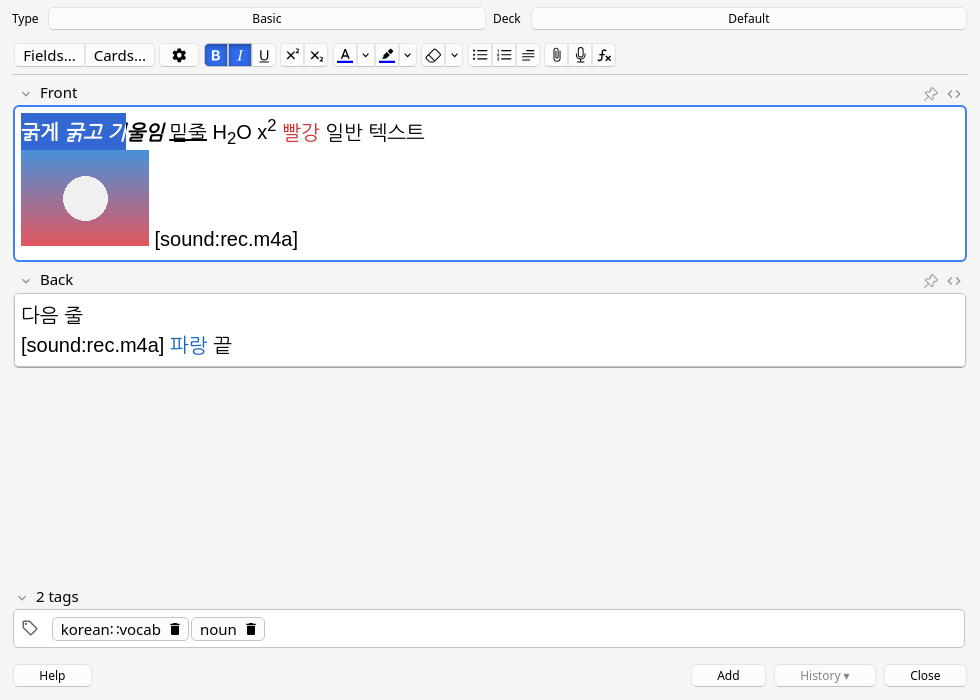 Type Basic Deck Default
Fields... Cards... B I U x² x₂ A fx
Front
굵게 굵고 기울임 밑줄 H₂O x² 빨강 일반 텍스트
[sound:rec.m4a]
Back
다음 줄
[sound:rec.m4a] 파랑 끝
2 tags
korean::vocab noun
Help Add History ▾ Close